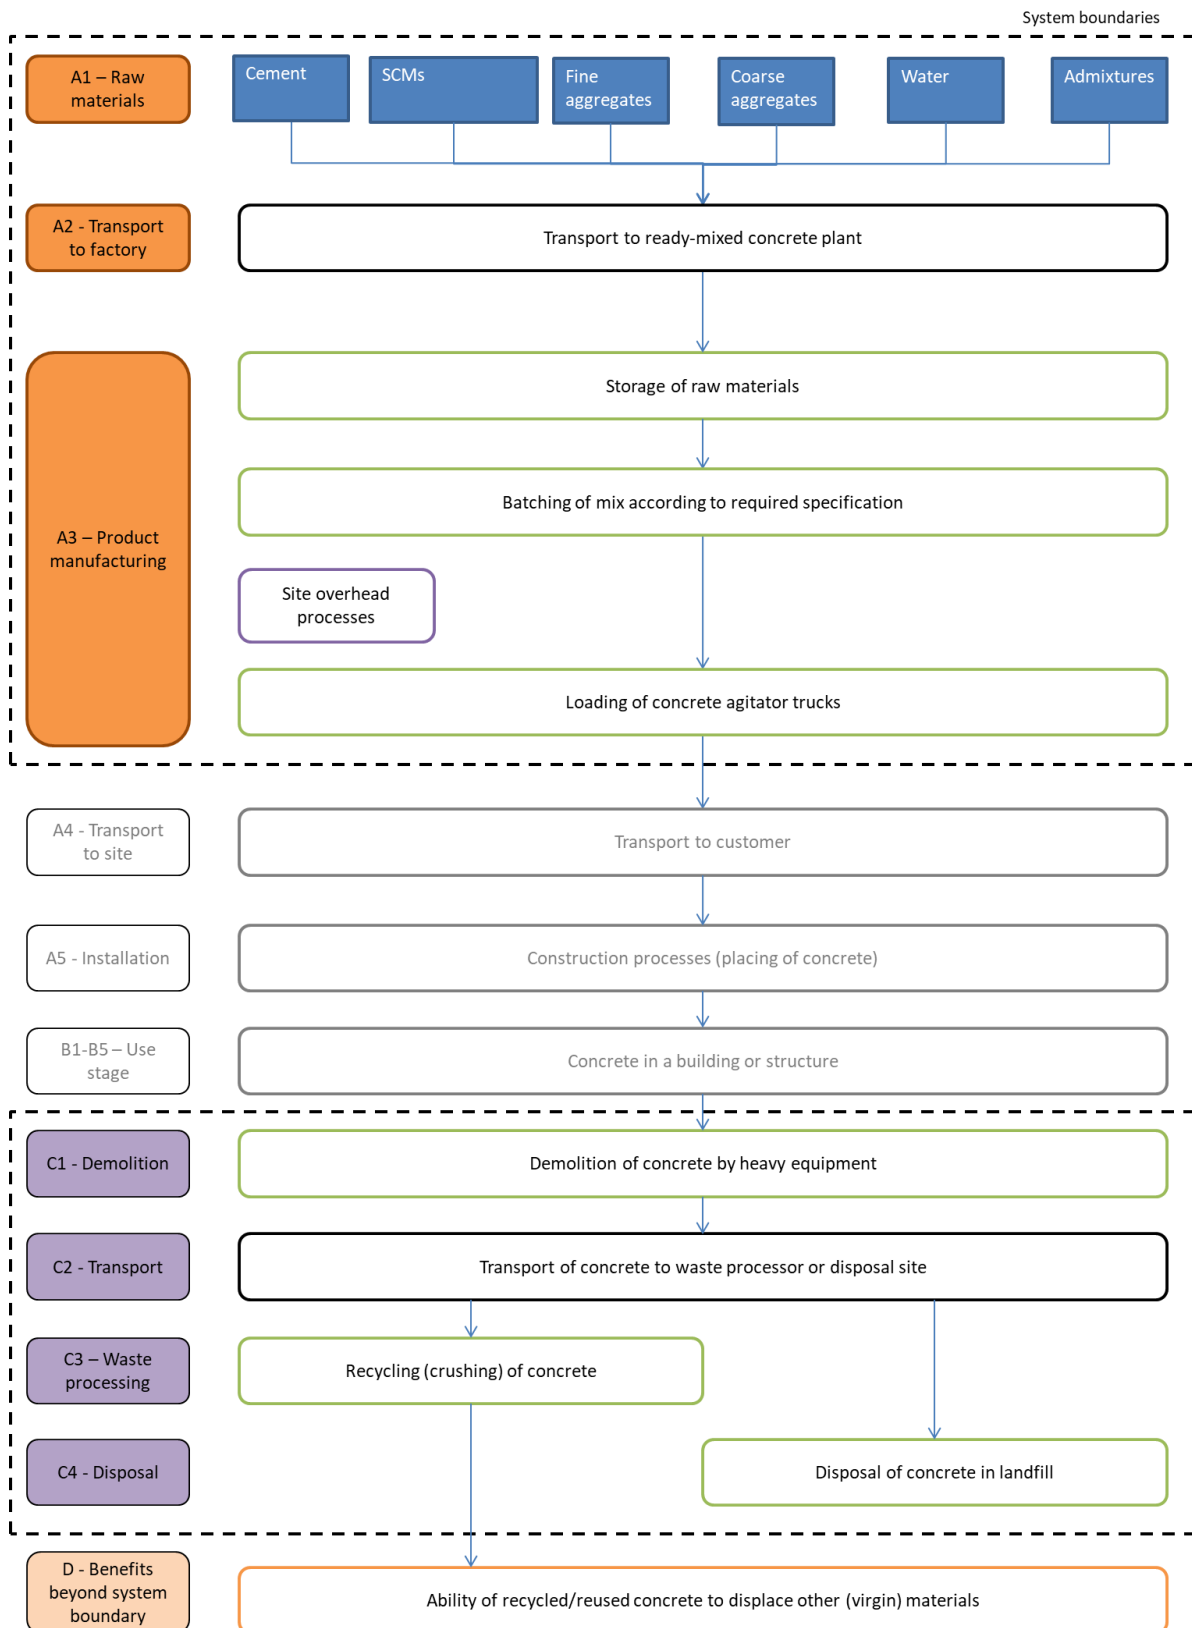 System boundaries
A1 – Raw
materials
Cement
SCMs
Fine
aggregates
Coarse
aggregates
Water
Admixtures
A2 - Transport
to factory
Transport to ready-mixed concrete plant
Storage of raw materials
Batching of mix according to required specification
A3 – Product
manufacturing
Site overhead
processes
Loading of concrete agitator trucks
A4 - Transport
to site
Transport to customer
A5 - Installation
Construction processes (placing of concrete)
B1-B5 – Use
stage
Concrete in a building or structure
C1 - Demolition
Demolition of concrete by heavy equipment
C2 - Transport
Transport of concrete to waste processor or disposal site
C3 – Waste
processing
Recycling (crushing) of concrete
C4 - Disposal
Disposal of concrete in landfill
D - Benefits
beyond system
boundary
Ability of recycled/reused concrete to displace other (virgin) materials